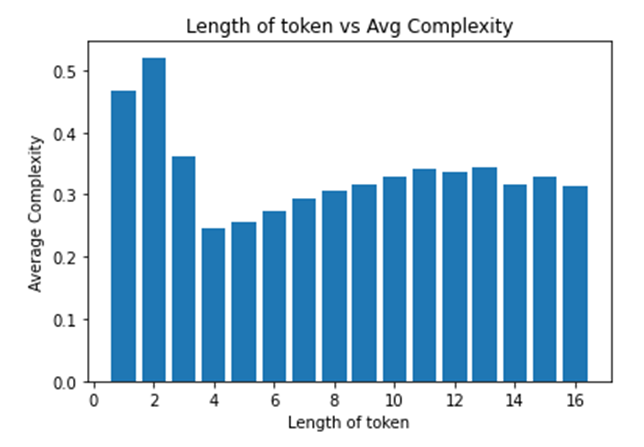 Length of token vs Avg Complexity
Average Complexity
0.5
0.4
0.3
0.2
0.1
0.0
0 2 4 6 8 10 12 14 16
Length of token